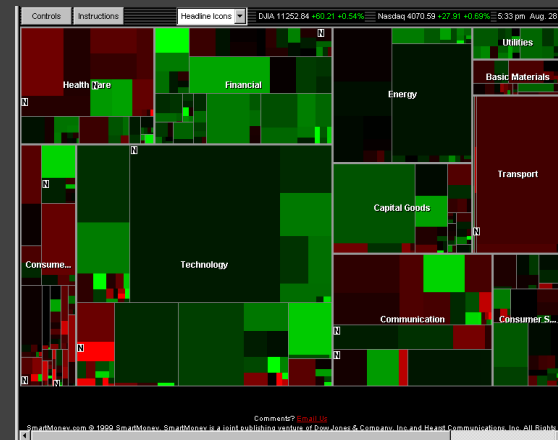 Controls Instructions Headline Icons DJIA 11252.84 +60.21 +0.54% Nasdaq 4070.59 +27.91 +0.69% 5:33 pm Aug. 28
N
Utilities
Health Care N Financial
Basic Materials
Energy
N
N
Transport
N
Capital Goods
N
Consume... Technology
Communication Consumer S...
N
N
N
N N
Comments? Email Us
SmartMoney.com © 1999 SmartMoney. SmartMoney is a joint publishing venture of Dow Jones & Company, Inc. and Hearst Communications, Inc. All Rights